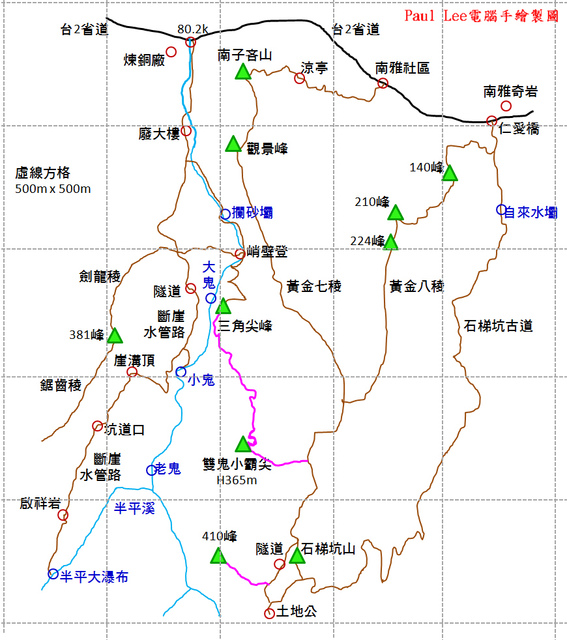 Paul Lee電腦手繪製圖
台2省道
80.2k
台2省道
煉銅廠
南子吝山
涼亭
南雅社區
南雅奇岩
仁愛橋
廢大樓
觀景峰
虛線方格
500m x 500m
140峰
210峰
自來水壩
攔砂壩
224峰
峭壁登
大
鬼
劍龍稜
隧道
黃金七稜
黃金八稜
斷崖
水管路
三角尖峰
石梯坑古道
381峰
崖溝頂
小鬼
鋸齒稜
坑道口
斷崖
水管路
老鬼
雙鬼小霸尖
H365m
啟祥岩
半平溪
410峰
隧道
石梯坑山
半平大瀑布
土地公